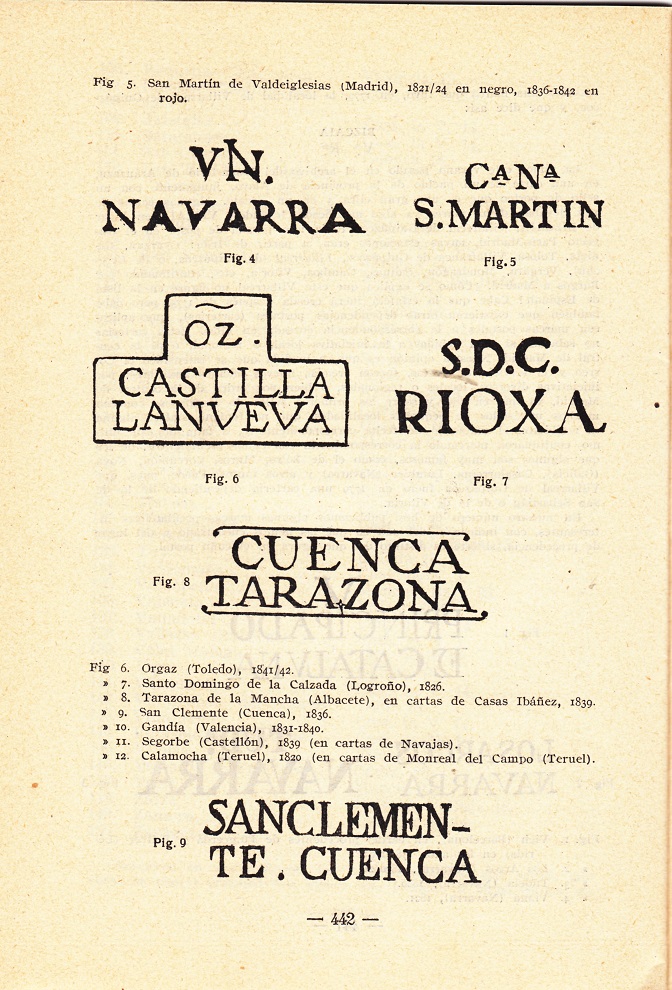 Fig 5. San Martín de Valdeiglesias (Madrid), 1821/24 en negro, 1836-1842 en
rojo.
VN.
NAVARRA
Fig. 4
CᴬNᴬ
S.MARTIN
Fig. 5
OZ.
CASTILLA
LANVEVA
Fig. 6
S.D.C.
RIOXA
Fig. 7
CUENCA
TARAZONA.
Fig. 8
Fig 6. Orgaz (Toledo), 1841/42.
» 7. Santo Domingo de la Calzada (Logroño), 1826.
» 8. Tarazona de la Mancha (Albacete), en cartas de Casas Ibáñez, 1839.
» 9. San Clemente (Cuenca), 1836.
» 10. Gandía (Valencia), 1831-1840.
» 11. Segorbe (Castellón), 1839 (en cartas de Navajas).
» 12. Calamocha (Teruel), 1820 (en cartas de Monreal del Campo (Teruel).
SANCLEMEN-
TE. CUENCA
Fig. 9
— 442 —